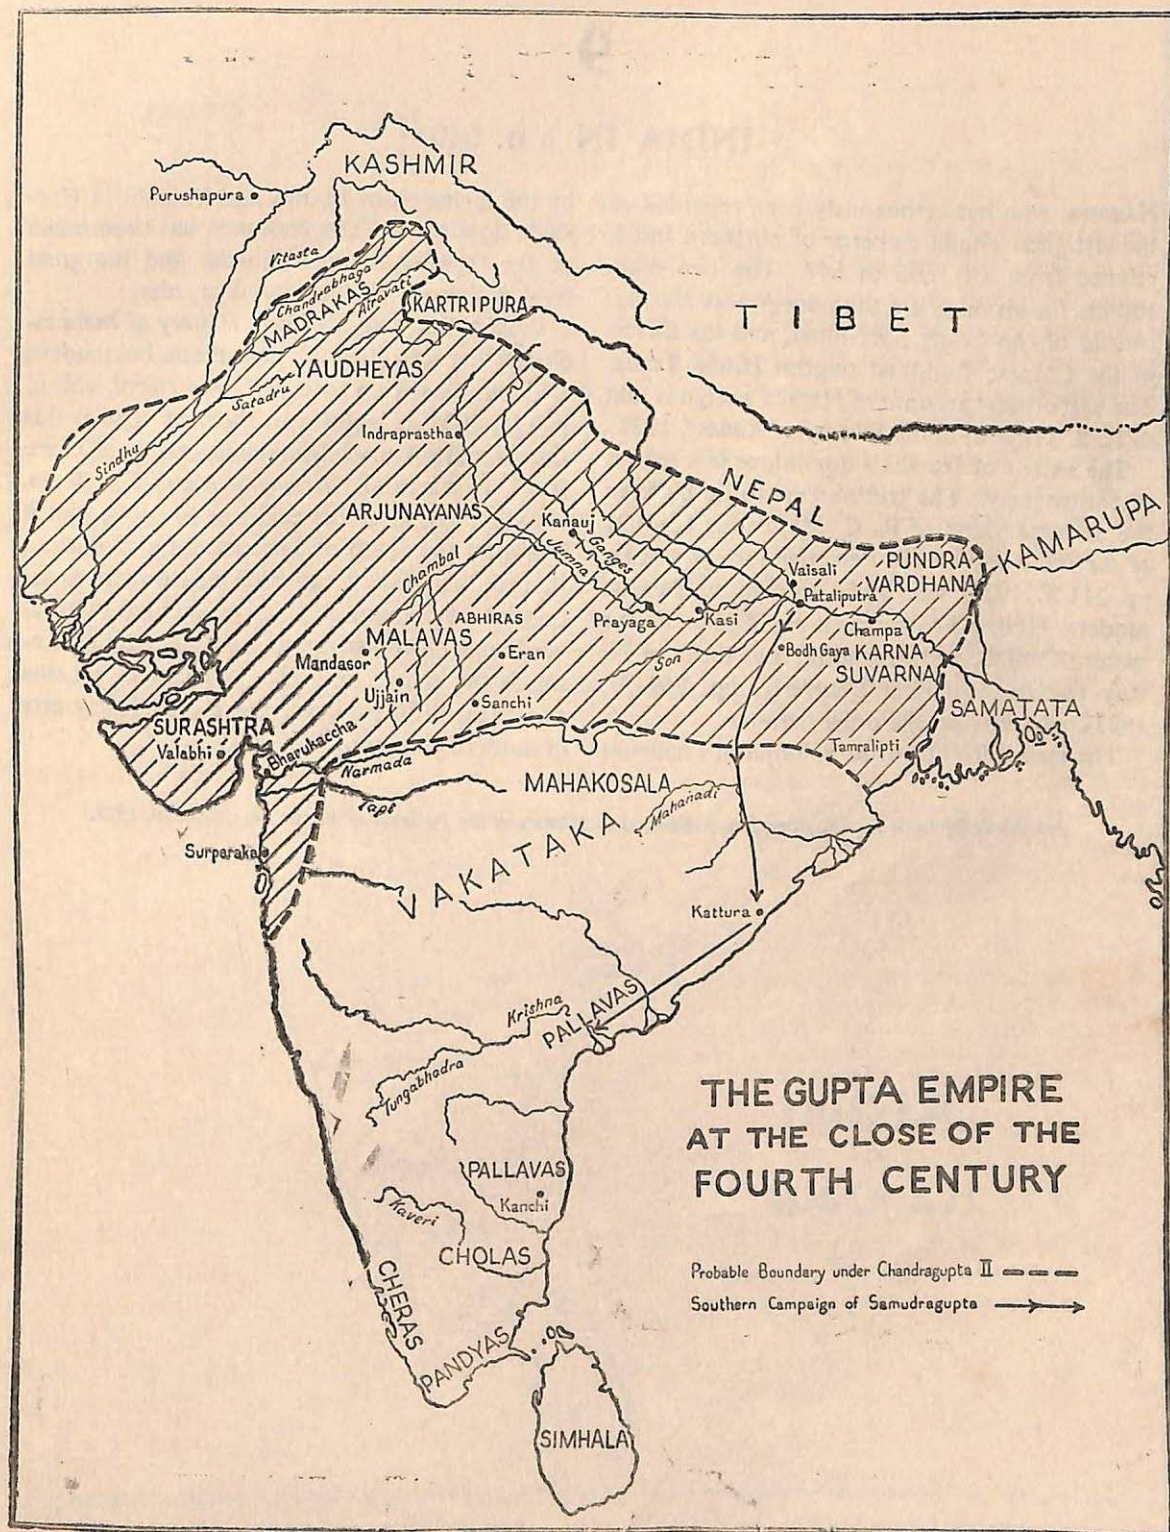 KASHMIR
Purushapura
Vitasta
Chandrabhaga
Airavati
MADRAKAS
KARTRIPURA
TIBET
YAUDHEYAS
Satadru
Indraprastha
Sindhu
NEPAL
ARJUNAYANAS
Kanauj
Ganges
Jumna
KAMARUPA
PUNDRA
VARDHANA
Chambal
Vaisali
Pataliputra
ABHIRAS
Prayaga
Kasi
Champa
MALAVAS
Mandasor
Eran
Son
Bodh Gaya
KARNA
SUVARNA
Ujjain
Sanchi
SAMATATA
SURASHTRA
Valabhi
Bharukaccha
Narmada
Tamralipti
Tapt
MAHAKOSALA
Mahanadi
VAKATAKA
Surparaka
Kattura
Krishna
PALLAVAS
Tungabhadra
THE GUPTA EMPIRE
AT THE CLOSE OF THE
FOURTH CENTURY
PALLAVAS
Kanchi
Kaveri
CHOLAS
CHERAS
Probable Boundary under Chandragupta II
Southern Campaign of Samudragupta
PANDYAS
SIMHALA